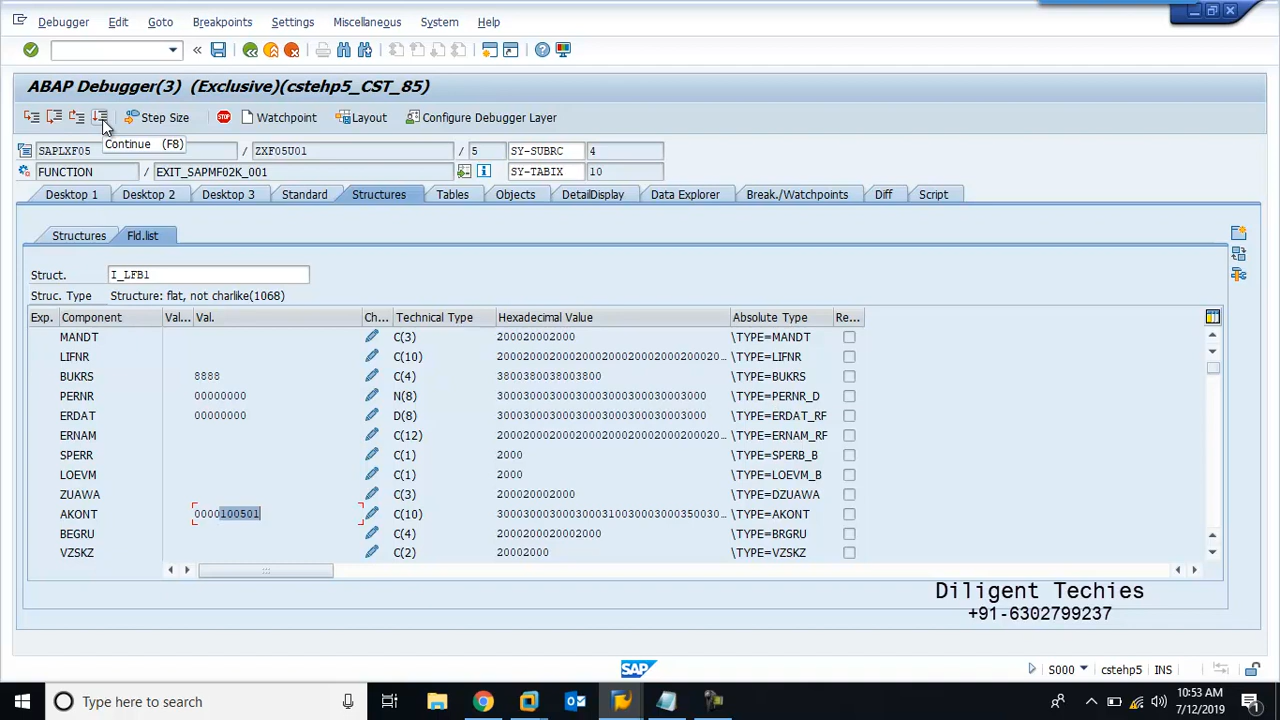 Debugger Edit Goto Breakpoints Settings Miscellaneous System Help
ABAP Debugger(3) (Exclusive)(cstehp5_CST_85)
Step Size STOP Watchpoint Layout Configure Debugger Layer
Continue (F8)
SAPLXF05 / ZXF05U01 / 5 SY-SUBRC 4
FUNCTION / EXIT_SAPMF02K_001 SY-TABIX 10
Desktop 1 Desktop 2 Desktop 3 Standard Structures Tables Objects DetailDisplay Data Explorer Break./Watchpoints Diff Script
Structures Fld.list
Struct. I_LFB1
Struc. Type Structure: flat, not charlike(1068)
Exp. Component Val... Val. Ch... Technical Type Hexadecimal Value Absolute Type Re...
MANDT C(3) 200020002000 \TYPE=MANDT
LIFNR C(10) 2000200020002000200020002000200020... \TYPE=LIFNR
BUKRS 8888 C(4) 3800380038003800 \TYPE=BUKRS
PERNR 00000000 N(8) 30003000300030003000300030003000 \TYPE=PERNR_D
ERDAT 00000000 D(8) 30003000300030003000300030003000 \TYPE=ERDAT_RF
ERNAM C(12) 2000200020002000200020002000200020... \TYPE=ERNAM_RF
SPERR C(1) 2000 \TYPE=SPERB_B
LOEVM C(1) 2000 \TYPE=LOEVM_B
ZUAWA C(3) 200020002000 \TYPE=DZUAWA
AKONT 0000100501 C(10) 3000300030003000310030003000350030... \TYPE=AKONT
BEGRU C(4) 2000200020002000 \TYPE=BRGRU
VZSKZ C(2) 20002000 \TYPE=VZSKZ
Diligent Techies
+91-6302799237
SAP S000 cstehp5 INS
Type here to search
10:53 AM
7/12/2019
1